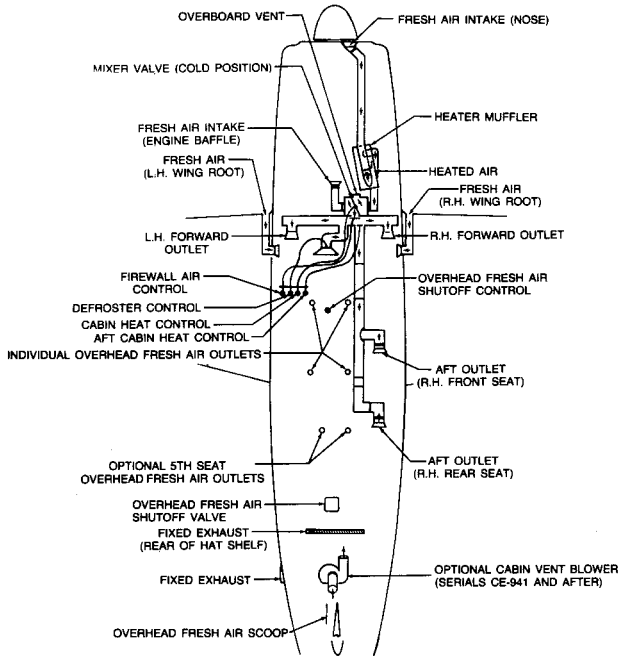 OVERBOARD VENT
FRESH AIR INTAKE (NOSE)
MIXER VALVE (COLD POSITION)
HEATER MUFFLER
FRESH AIR INTAKE
(ENGINE BAFFLE)
FRESH AIR
(L.H. WING ROOT)
HEATED AIR
FRESH AIR
(R.H. WING ROOT)
L.H. FORWARD
OUTLET
R.H. FORWARD OUTLET
FIREWALL AIR
CONTROL
OVERHEAD FRESH AIR
SHUTOFF CONTROL
DEFROSTER CONTROL
CABIN HEAT CONTROL
AFT CABIN HEAT CONTROL
INDIVIDUAL OVERHEAD FRESH AIR OUTLETS
AFT OUTLET
(R.H. FRONT SEAT)
OPTIONAL 5TH SEAT
OVERHEAD FRESH AIR OUTLETS
AFT OUTLET
(R.H. REAR SEAT)
OVERHEAD FRESH AIR
SHUTOFF VALVE
FIXED EXHAUST
(REAR OF HAT SHELF)
FIXED EXHAUST
OPTIONAL CABIN VENT BLOWER
(SERIALS CE-941 AND AFTER)
OVERHEAD FRESH AIR SCOOP